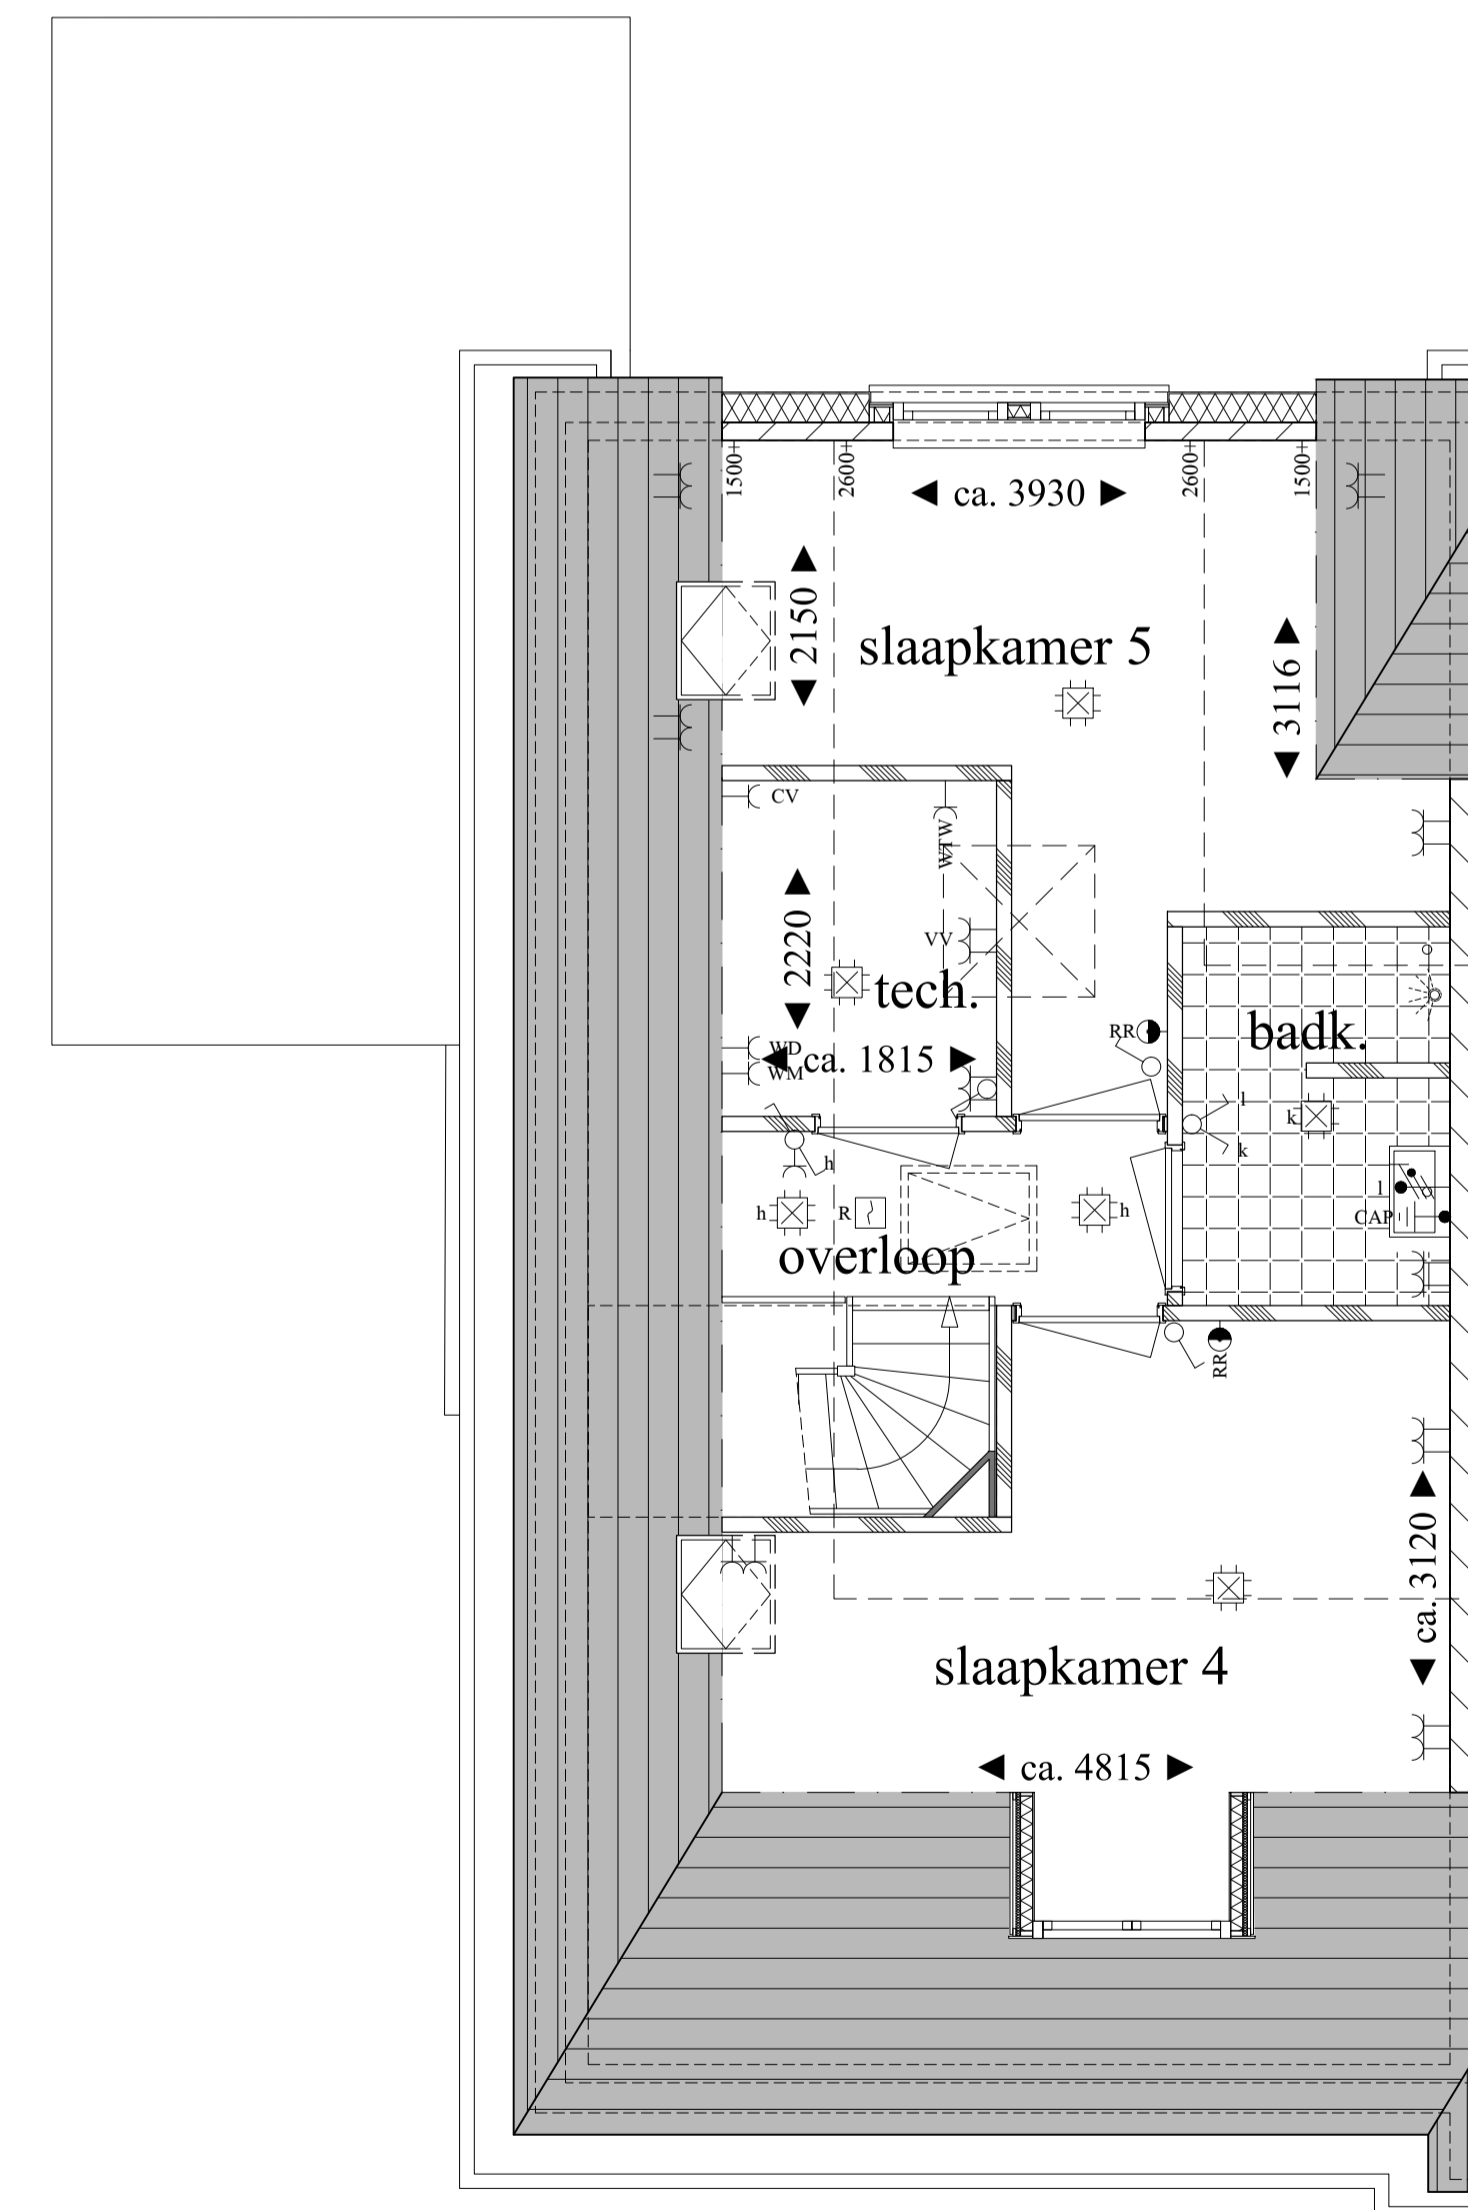 1500+
2600+
2600+
1500+
ca. 3930
2150
slaapkamer 5
3116
CV
WTW
2220
VV
tech.
RR
badk.
WD
ca. 1815
WM
l
k
k
h
l
h
R
h
CAP
overloop
RR
ca. 3120
slaapkamer 4
ca. 4815